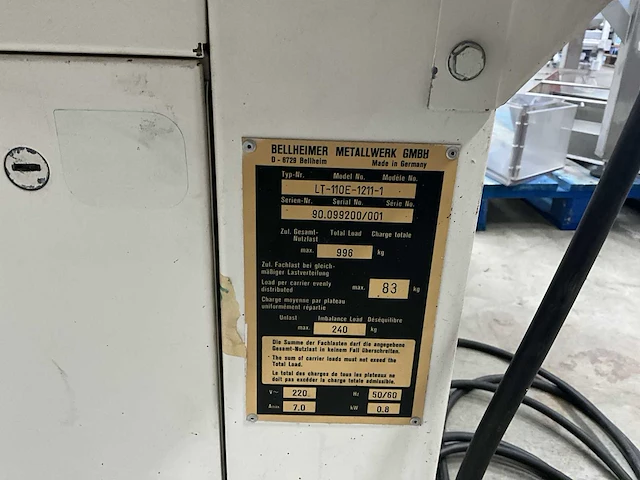 BELLHEIMER METALLWERK GMBH
D - 6729 Bellheim Made in Germany
Typ-Nr. Model No. Modèle No.
LT-110E-1211-1
Serien-Nr. Serial No. Série No.
90.099200/001
Zul. Gesamt- Total Load Charge totale
Nutzlast
max. 996 kg
Zul. Fachlast bei gleich-
mäßiger Lastverteilung
Load per carrier evenly
distributed max. 83 kg
Charge moyenne par plateau
uniformément répartie
Unlast Imbalance Load Déséquilibre
max. 240 kg
Die Summe der Fachlasten darf die angegebene
Gesamt-Nutzlast in keinem Fall überschreiten.
The sum of carrier loads must not exceed the
Total Load.
Le total des charges de tous les plateaux ne
doit pas excéder la charge totale admissible.
V~ 220 Hz 50/60
Amax 7.0 kW 0.8